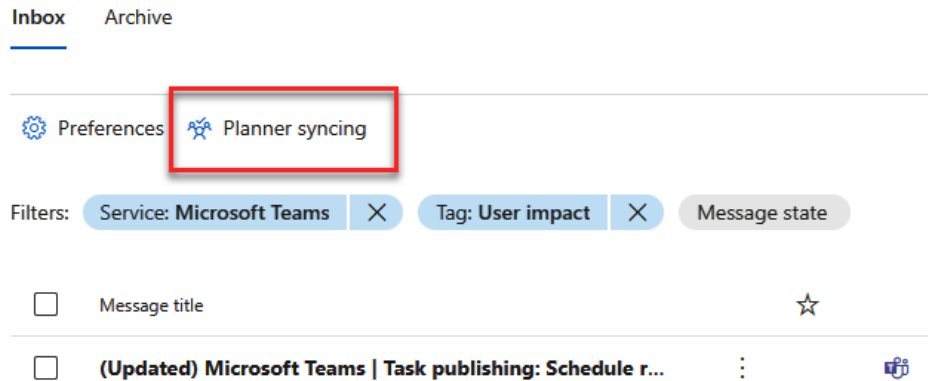 Inbox Archive
Preferences Planner syncing
Filters: Service: Microsoft Teams Tag: User impact Message state
Message title
(Updated) Microsoft Teams | Task publishing: Schedule r...